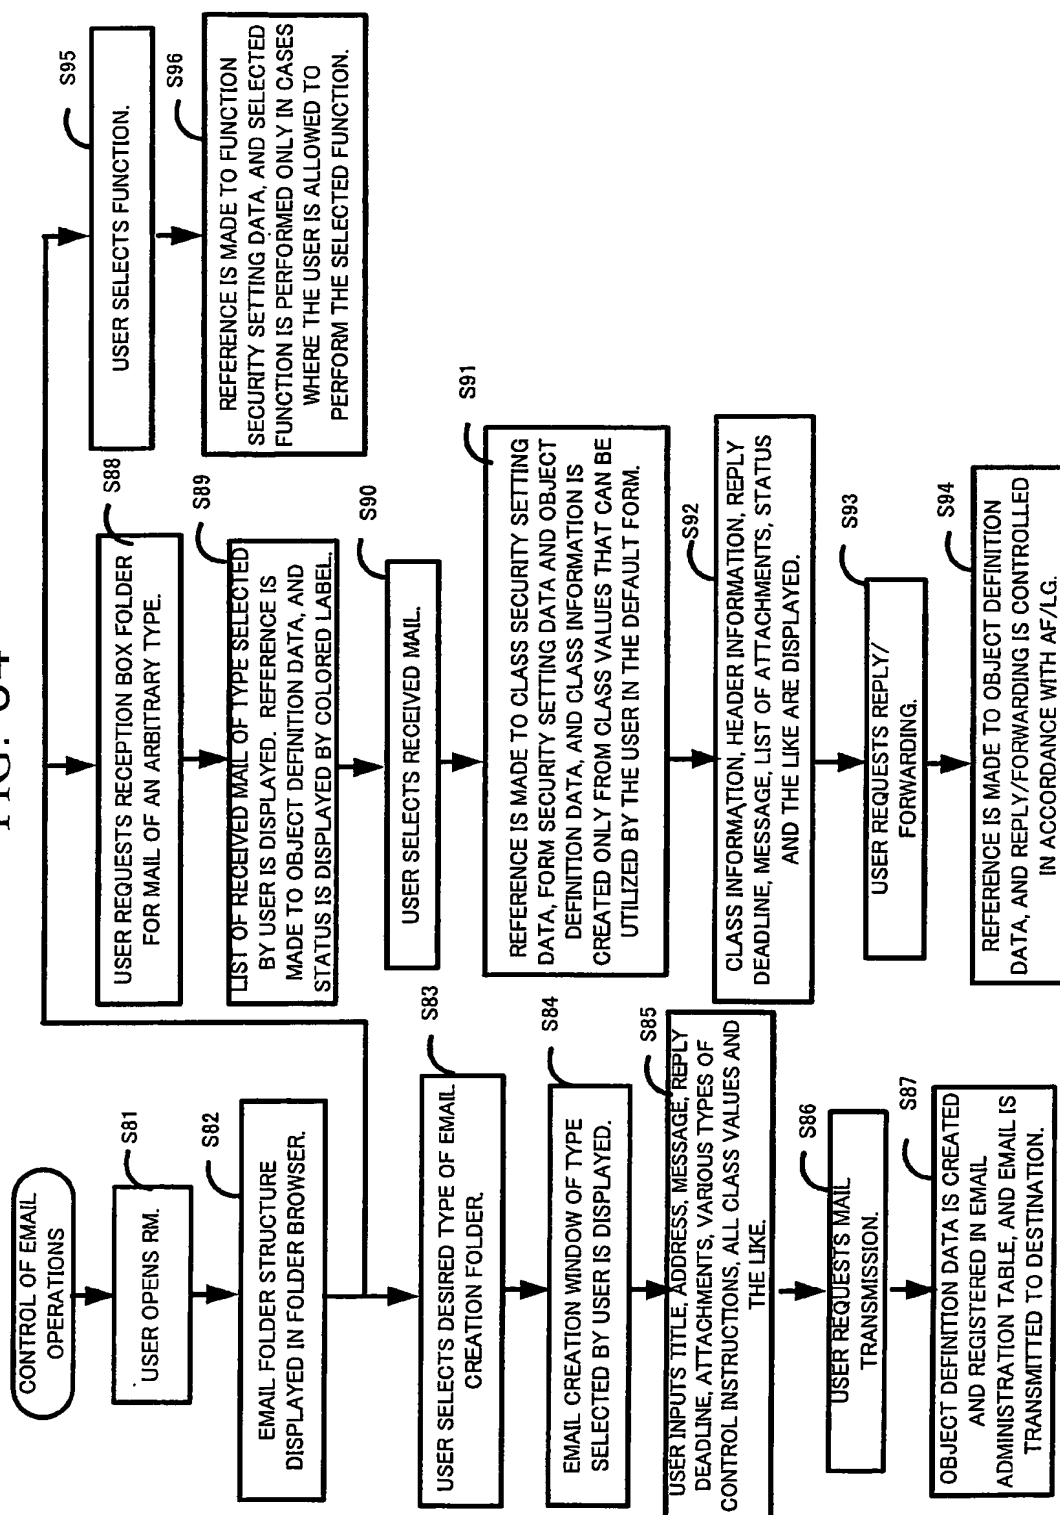 CONTROL OF EMAIL
OPERATIONS
S81
USER OPENS RM.
S82
EMAIL FOLDER STRUCTURE
DISPLAYED IN FOLDER BROWSER.
S83
USER SELECTS DESIRED TYPE OF EMAIL
CREATION FOLDER.
S84
EMAIL CREATION WINDOW OF TYPE
SELECTED BY USER IS DISPLAYED.
S85
USER INPUTS TITLE, ADDRESS, MESSAGE, REPLY
DEADLINE, ATTACHMENTS, VARIOUS TYPES OF
CONTROL INSTRUCTIONS, ALL CLASS VALUES AND
THE LIKE.
S86
USER REQUESTS MAIL
TRANSMISSION.
S87
OBJECT DEFINITION DATA IS CREATED
AND REGISTERED IN EMAIL
ADMINISTRATION TABLE, AND EMAIL IS
TRANSMITTED TO DESTINATION.
S88
USER REQUESTS RECEPTION BOX FOLDER
FOR MAIL OF AN ARBITRARY TYPE.
S89
LIST OF RECEIVED MAIL OF TYPE SELECTED
BY USER IS DISPLAYED. REFERENCE IS
MADE TO OBJECT DEFINITION DATA, AND
STATUS IS DISPLAYED BY COLORED LABEL.
S90
USER SELECTS RECEIVED MAIL.
S91
REFERENCE IS MADE TO CLASS SECURITY SETTING
DATA, FORM SECURITY SETTING DATA AND OBJECT
DEFINITION DATA, AND CLASS INFORMATION IS
CREATED ONLY FROM CLASS VALUES THAT CAN BE
UTILIZED BY THE USER IN THE DEFAULT FORM.
S92
CLASS INFORMATION, HEADER INFORMATION, REPLY
DEADLINE, MESSAGE, LIST OF ATTACHMENTS, STATUS
AND THE LIKE ARE DISPLAYED.
S93
USER REQUESTS REPLY/
FORWARDING.
S94
REFERENCE IS MADE TO OBJECT DEFINITION
DATA, AND REPLY/FORWARDING IS CONTROLLED
IN ACCORDANCE WITH AF/LG.
S95
USER SELECTS FUNCTION.
S96
REFERENCE IS MADE TO FUNCTION
SECURITY SETTING DATA, AND SELECTED
FUNCTION IS PERFORMED ONLY IN CASES
WHERE THE USER IS ALLOWED TO
PERFORM THE SELECTED FUNCTION.